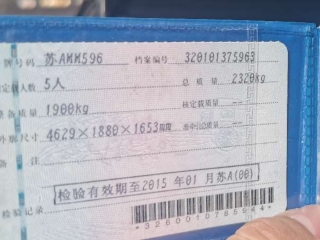 牌号码 苏AMM596 档案编号 320101375963
定载人数 5人 总质量 2320kg
备质量 1900kg 核定载质量 --
外廓尺寸 4629×1880×1653mm
备注
检验有效期至2015年01月苏A(00)
检验记录